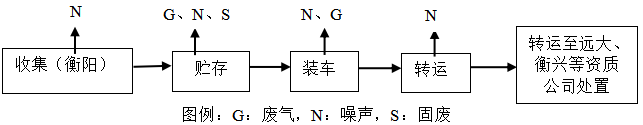 N
G、N、S
N、G
N
收集（衡阳）
贮存
装车
转运
转运至远大、
衡兴等资质
公司处置
图例：G：废气，N：噪声，S：固废